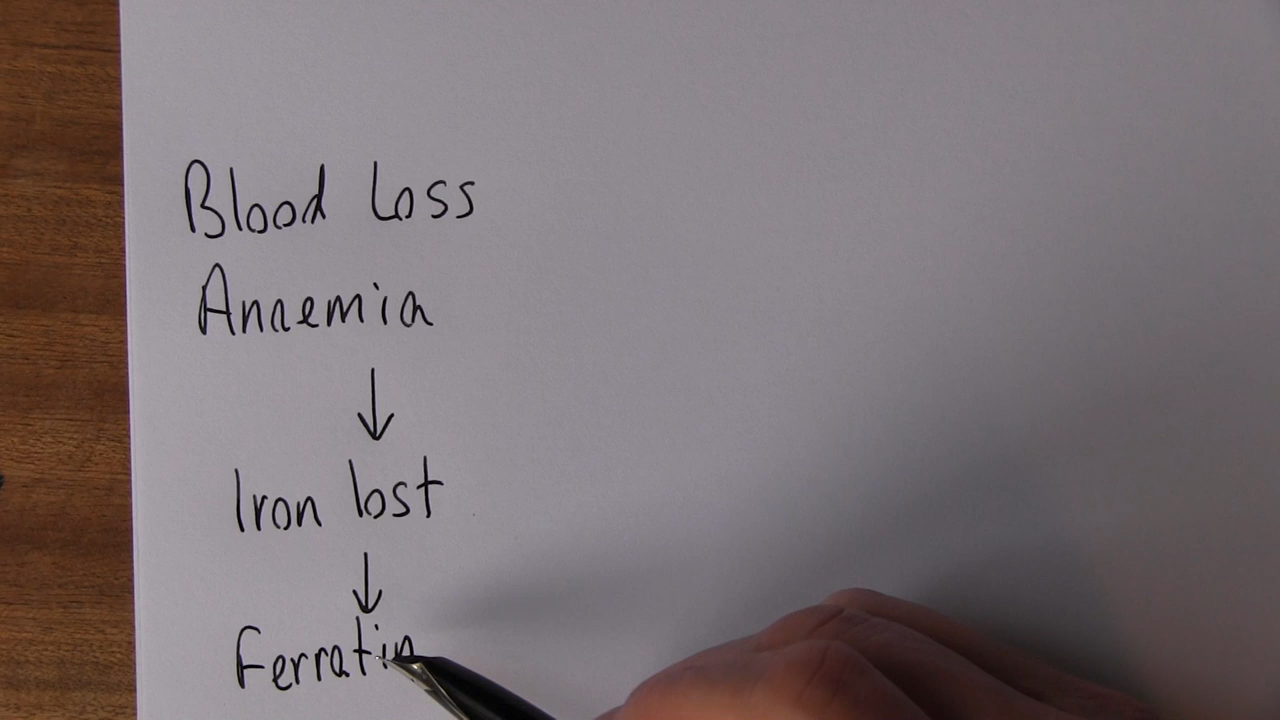 Blood Loss
Anaemia
↓
Iron lost
↓
Ferratin